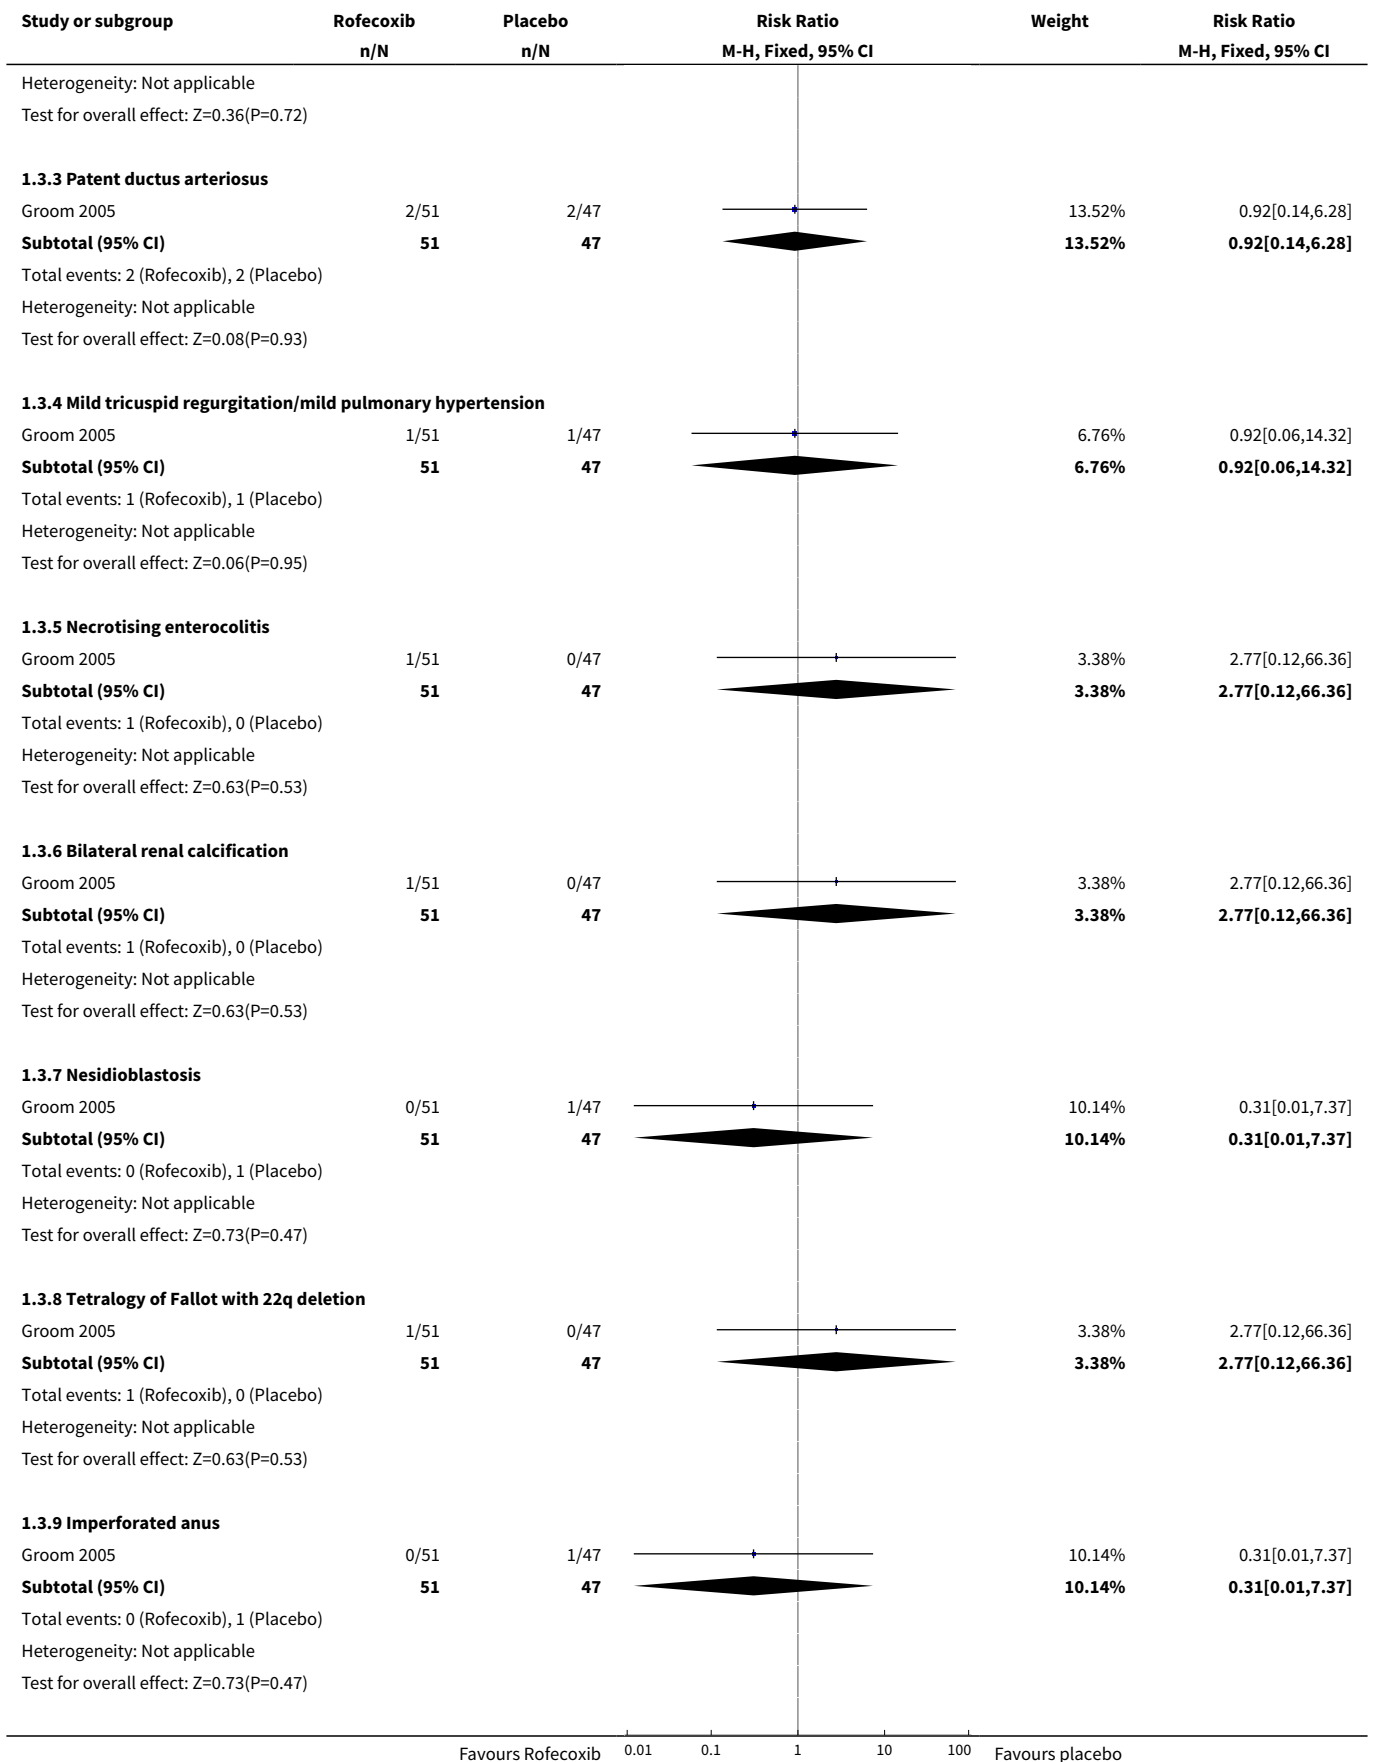 Study or subgroup Rofecoxib Placebo Risk Ratio Weight Risk Ratio
n/N n/N M-H, Fixed, 95% CI M-H, Fixed, 95% CI
Heterogeneity: Not applicable
Test for overall effect: Z=0.36(P=0.72)
1.3.3 Patent ductus arteriosus
Groom 2005 2/51 2/47 13.52% 0.92[0.14,6.28]
Subtotal (95% CI) 51 47 13.52% 0.92[0.14,6.28]
Total events: 2 (Rofecoxib), 2 (Placebo)
Heterogeneity: Not applicable
Test for overall effect: Z=0.08(P=0.93)
1.3.4 Mild tricuspid regurgitation/mild pulmonary hypertension
Groom 2005 1/51 1/47 6.76% 0.92[0.06,14.32]
Subtotal (95% CI) 51 47 6.76% 0.92[0.06,14.32]
Total events: 1 (Rofecoxib), 1 (Placebo)
Heterogeneity: Not applicable
Test for overall effect: Z=0.06(P=0.95)
1.3.5 Necrotising enterocolitis
Groom 2005 1/51 0/47 3.38% 2.77[0.12,66.36]
Subtotal (95% CI) 51 47 3.38% 2.77[0.12,66.36]
Total events: 1 (Rofecoxib), 0 (Placebo)
Heterogeneity: Not applicable
Test for overall effect: Z=0.63(P=0.53)
1.3.6 Bilateral renal calcification
Groom 2005 1/51 0/47 3.38% 2.77[0.12,66.36]
Subtotal (95% CI) 51 47 3.38% 2.77[0.12,66.36]
Total events: 1 (Rofecoxib), 0 (Placebo)
Heterogeneity: Not applicable
Test for overall effect: Z=0.63(P=0.53)
1.3.7 Nesidioblastosis
Groom 2005 0/51 1/47 10.14% 0.31[0.01,7.37]
Subtotal (95% CI) 51 47 10.14% 0.31[0.01,7.37]
Total events: 0 (Rofecoxib), 1 (Placebo)
Heterogeneity: Not applicable
Test for overall effect: Z=0.73(P=0.47)
1.3.8 Tetralogy of Fallot with 22q deletion
Groom 2005 1/51 0/47 3.38% 2.77[0.12,66.36]
Subtotal (95% CI) 51 47 3.38% 2.77[0.12,66.36]
Total events: 1 (Rofecoxib), 0 (Placebo)
Heterogeneity: Not applicable
Test for overall effect: Z=0.63(P=0.53)
1.3.9 Imperforated anus
Groom 2005 0/51 1/47 10.14% 0.31[0.01,7.37]
Subtotal (95% CI) 51 47 10.14% 0.31[0.01,7.37]
Total events: 0 (Rofecoxib), 1 (Placebo)
Heterogeneity: Not applicable
Test for overall effect: Z=0.73(P=0.47)
Favours Rofecoxib 0.01 0.1 1 10 100 Favours placebo